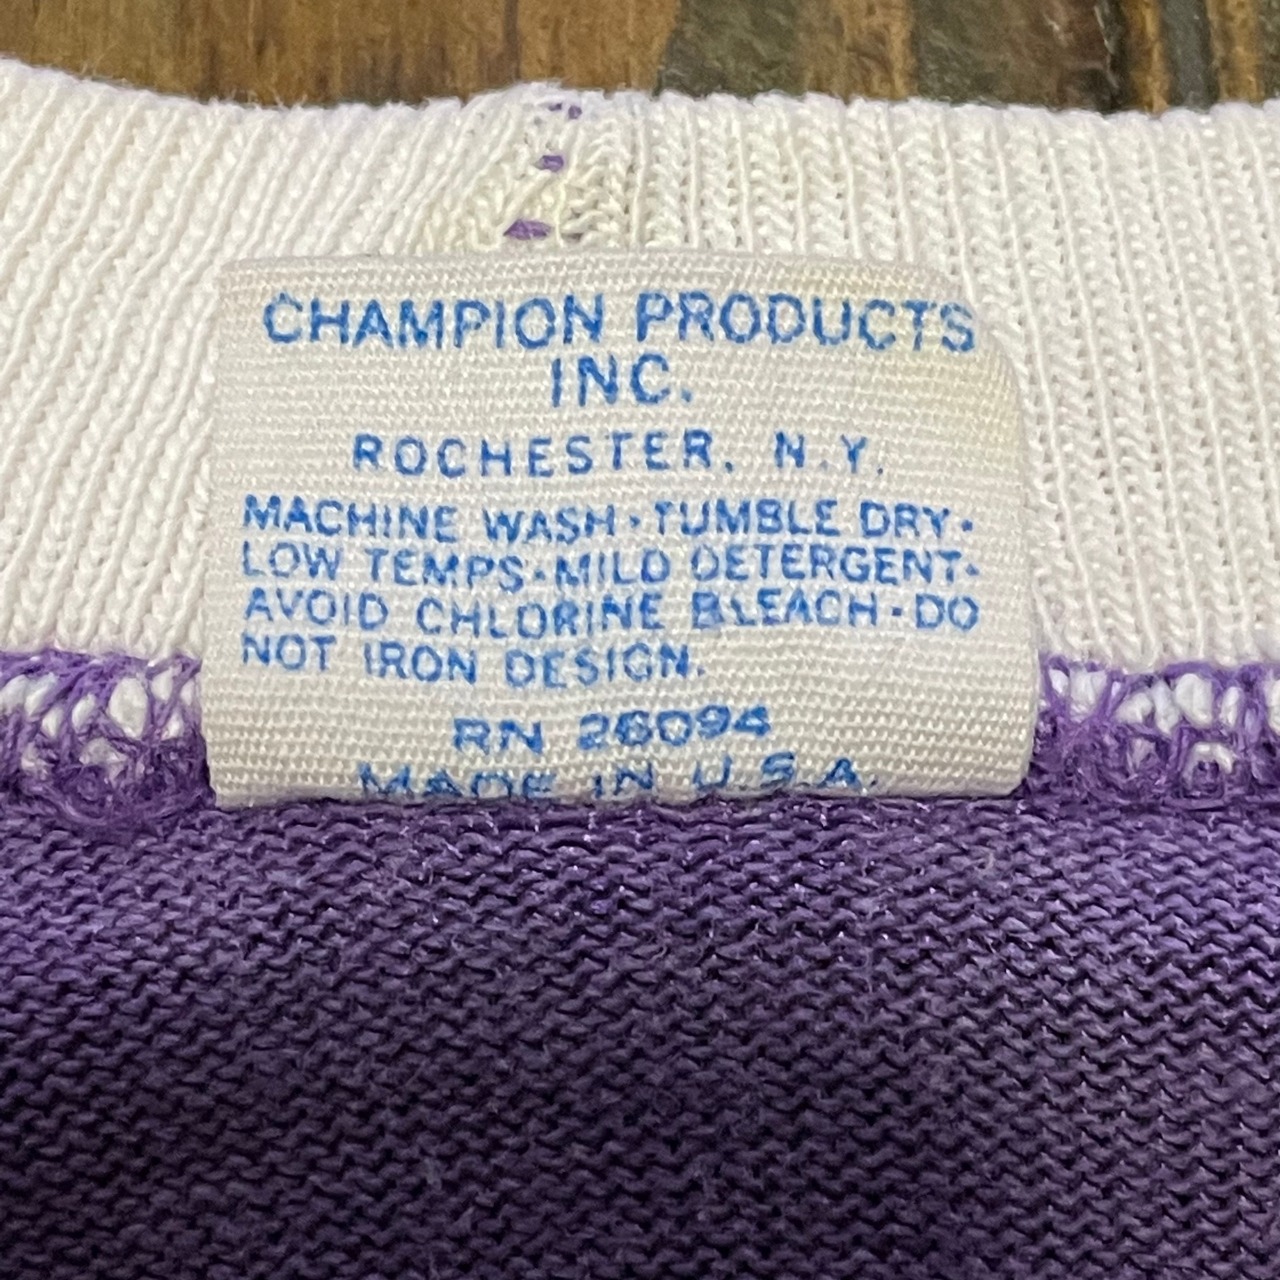 CHAMPION PRODUCTS
INC.
ROCHESTER, N.Y.
MACHINE WASH • TUMBLE DRY •
LOW TEMPS • MILD DETERGENT •
AVOID CHLORINE BLEACH • DO
NOT IRON DESIGN.
RN 26094
MADE IN U.S.A.